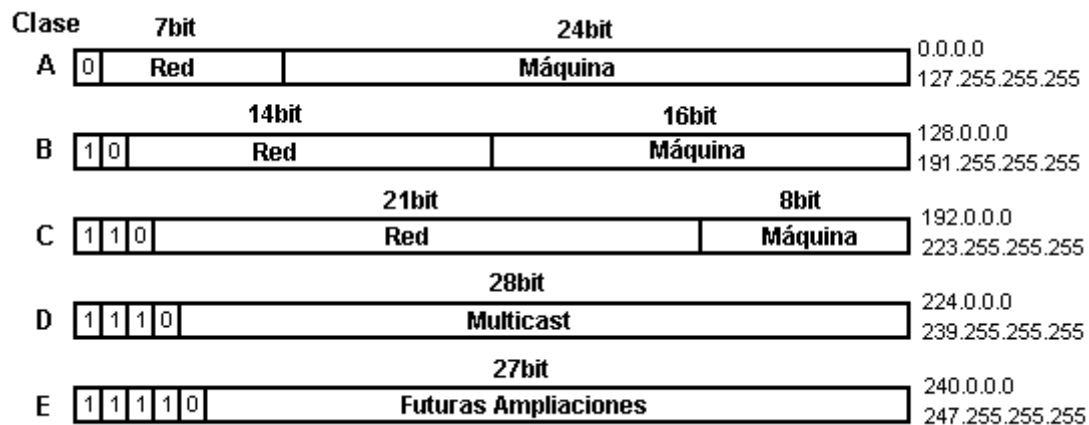 Clase 7bit 24bit
A 0 Red Máquina 0.0.0.0
127.255.255.255
14bit 16bit
B 1 0 Red Máquina 128.0.0.0
191.255.255.255
21bit 8bit
C 1 1 0 Red Máquina 192.0.0.0
223.255.255.255
28bit
D 1 1 1 0 Multicast 224.0.0.0
239.255.255.255
27bit
E 1 1 1 1 0 Futuras Ampliaciones 240.0.0.0
247.255.255.255